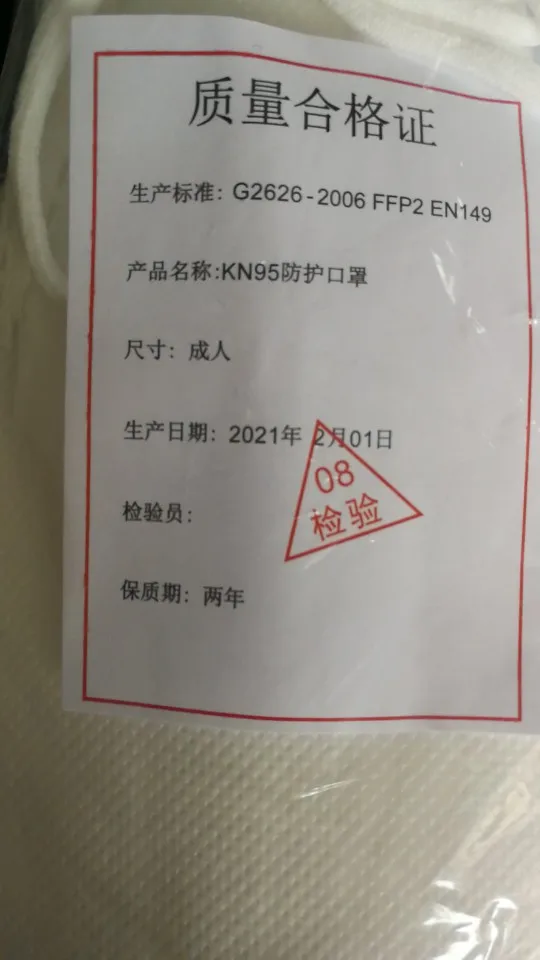 质量合格证
生产标准: G2626-2006 FFP2 EN149
产品名称:KN95防护口罩
尺寸: 成人
生产日期: 2021年 2月01日
检验员:
08
检验
保质期: 两年